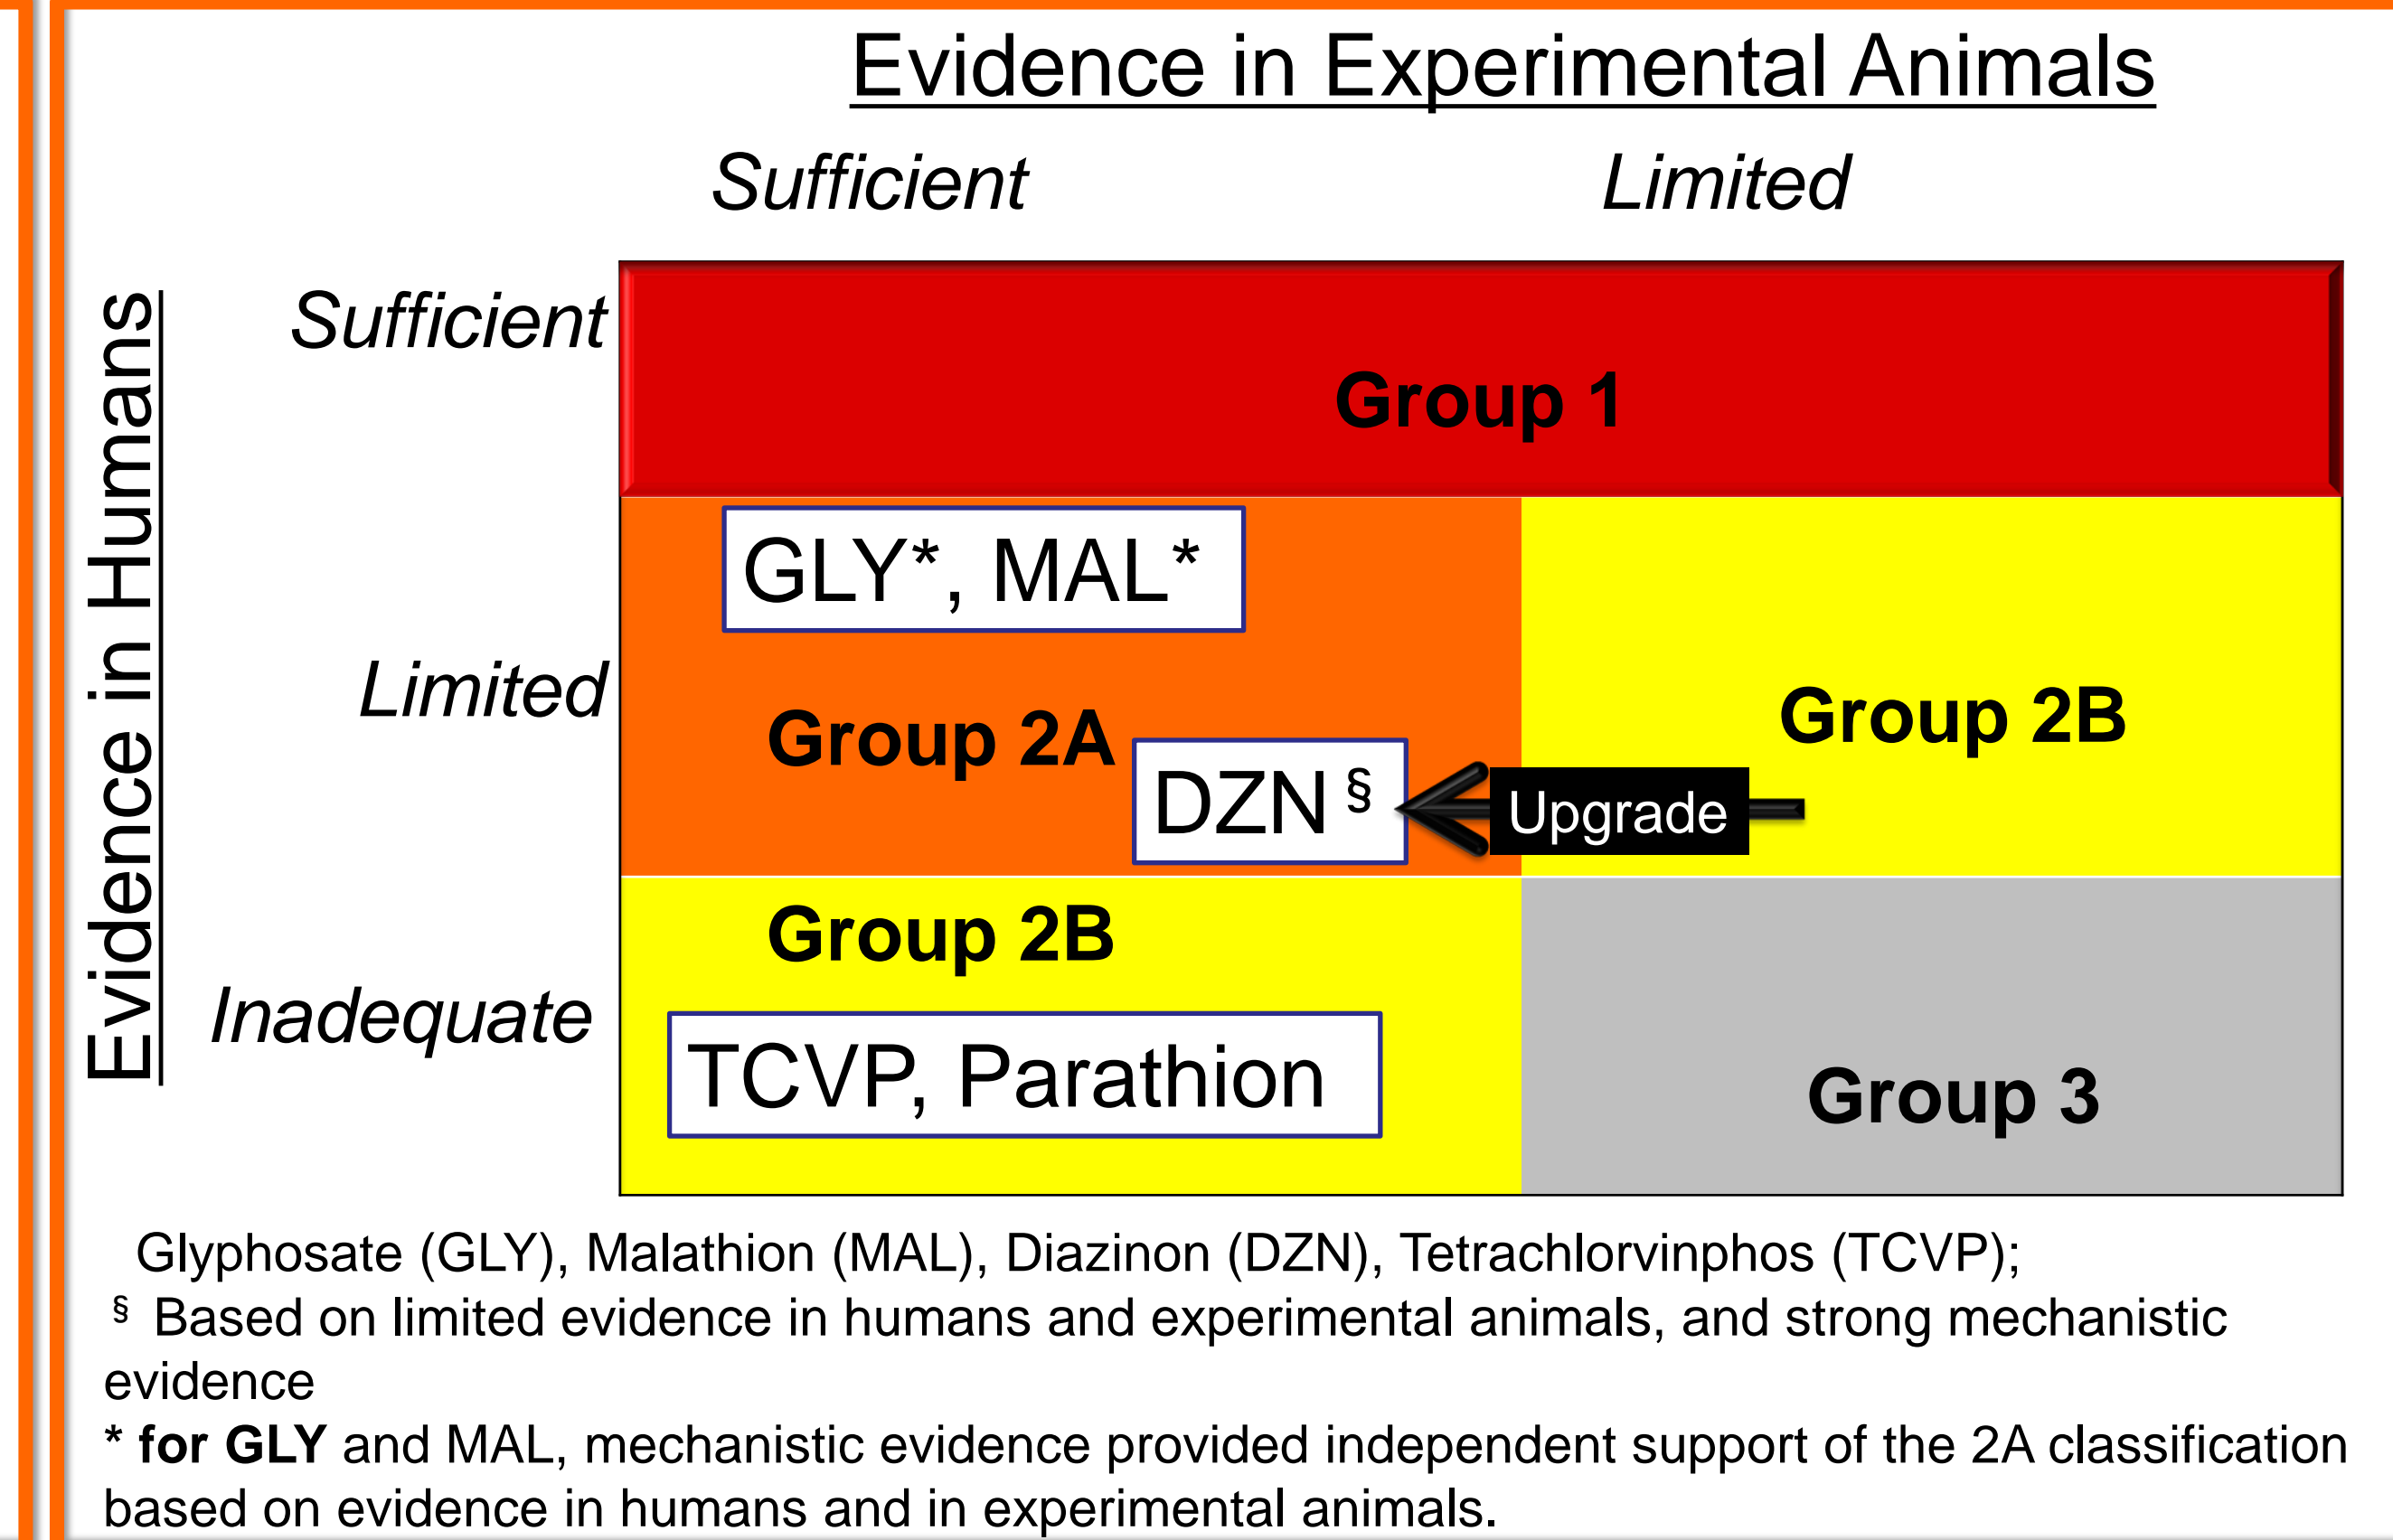 Evidence in Experimental Animals
Sufficient
Limited
Evidence in Humans
Sufficient
Group 1
GLY*, MAL*
Limited
Group 2A
Group 2B
DZN §
Upgrade
Group 2B
Inadequate
TCVP, Parathion
Group 3
Glyphosate (GLY), Malathion (MAL), Diazinon (DZN), Tetrachlorvinphos (TCVP);
§ Based on limited evidence in humans and experimental animals, and strong mechanistic
evidence
* for GLY and MAL, mechanistic evidence provided independent support of the 2A classification
based on evidence in humans and in experimental animals.